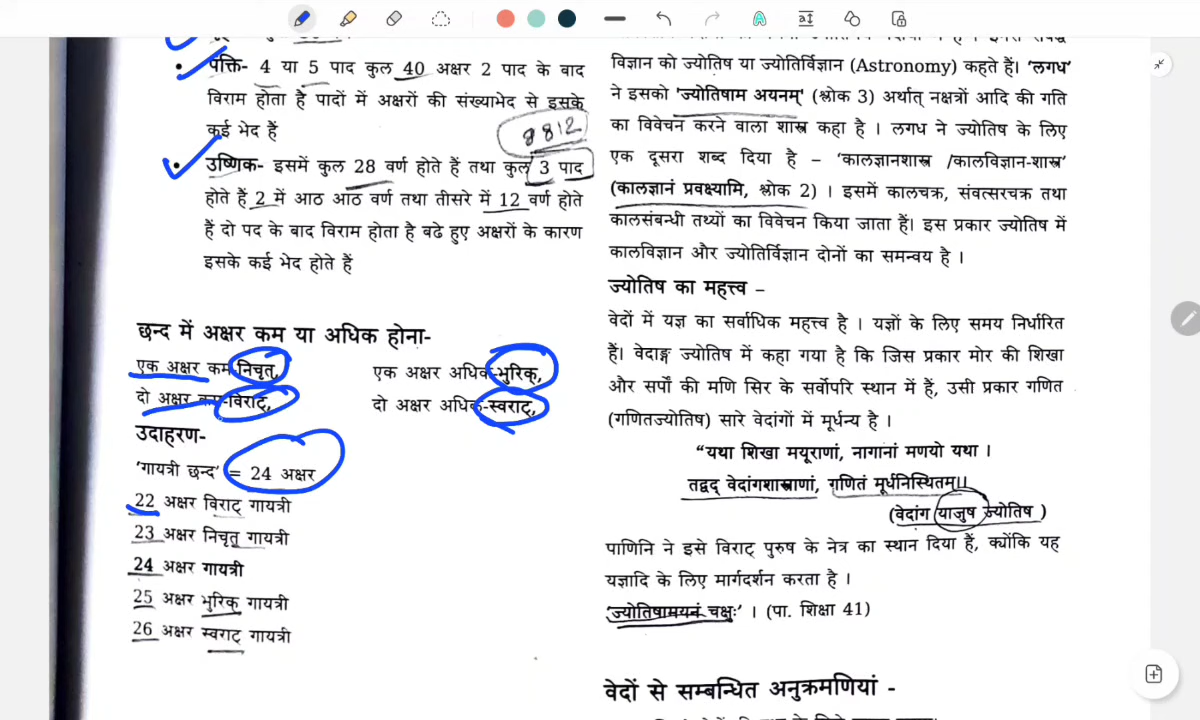 पंक्ति- 4 या 5 पाद कुल 40 अक्षर 2 पाद के बाद
विराम होता है पादों में अक्षरों की संख्याभेद से इसके
कई भेद हैं
8812
उष्णिक- इसमें कुल 28 वर्ण होते हैं तथा कुल 3 पाद
होते हैं 2 में आठ आठ वर्ण तथा तीसरे में 12 वर्ण होते
हैं दो पद के बाद विराम होता है बढे हुए अक्षरों के कारण
इसके कई भेद होते हैं
छन्द में अक्षर कम या अधिक होना-
एक अक्षर कम-निचृत्, एक अक्षर अधिक-भुरिक्,
दो अक्षर कम-विराट्, दो अक्षर अधिक-स्वराट्,
उदाहरण-
'गायत्री छन्द' = 24 अक्षर
22 अक्षर विराट् गायत्री
23 अक्षर निचृतू गायत्री
24 अक्षर गायत्री
25 अक्षर भुरिक् गायत्री
26 अक्षर स्वराट् गायत्री
विज्ञान को ज्योतिष या ज्योतिर्विज्ञान (Astronomy) कहते हैं। 'लगध'
ने इसको 'ज्योतिषाम अयनम्' (श्लोक 3) अर्थात् नक्षत्रों आदि की गति
का विवेचन करने वाला शास्त्र कहा है । लगध ने ज्योतिष के लिए
एक दूसरा शब्द दिया है – 'कालज्ञानशास्त्र /कालविज्ञान-शास्त्र'
(कालज्ञानं प्रवक्ष्यामि, श्लोक 2) । इसमें कालचक्र, संवत्सरचक्र तथा
कालसंबन्धी तथ्यों का विवेचन किया जाता हैं। इस प्रकार ज्योतिष में
कालविज्ञान और ज्योतिर्विज्ञान दोनों का समन्वय है ।
ज्योतिष का महत्त्व –
वेदों में यज्ञ का सर्वाधिक महत्त्व है । यज्ञों के लिए समय निर्धारित
हैं। वेदाङ्ग ज्योतिष में कहा गया है कि जिस प्रकार मोर की शिखा
और सर्पों की मणि सिर के सर्वोपरि स्थान में हैं, उसी प्रकार गणित
(गणितज्योतिष) सारे वेदांगों में मूर्धन्य है ।
"यथा शिखा मयूराणां, नागानां मणयो यथा ।
तद्वद् वेदांगशास्त्राणां, गणितं मूर्धनिस्थितम्।।
(वेदांग याजुष ज्योतिष )
पाणिनि ने इसे विराट् पुरुष के नेत्र का स्थान दिया हैं, क्योंकि यह
यज्ञादि के लिए मार्गदर्शन करता है ।
'ज्योतिषामयनं चक्षुः' । (पा. शिक्षा 41)
वेदों से सम्बन्धित अनुक्रमणियां -